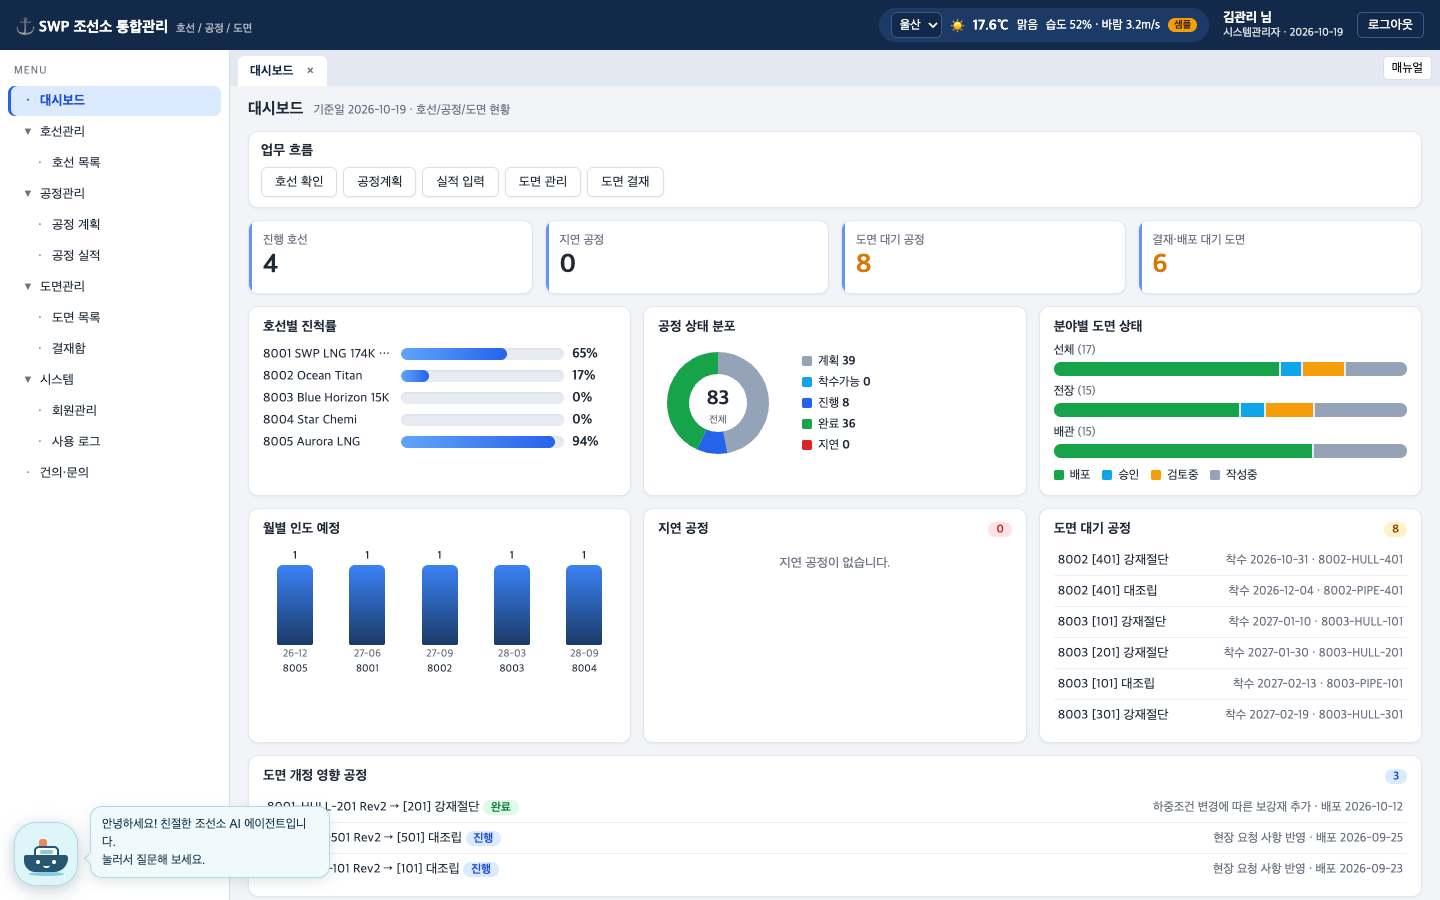 SWP 조선소 통합관리 호선 / 공정 / 도면
울산 17.6℃ 맑음 습도 52% · 바람 3.2m/s 샘플
김관리 님
시스템관리자 · 2026-10-19
로그아웃
MENU
· 대시보드
▼ 호선관리
· 호선 목록
▼ 공정관리
· 공정 계획
· 공정 실적
▼ 도면관리
· 도면 목록
· 결재함
▼ 시스템
· 회원관리
· 사용 로그
· 건의·문의
대시보드 ×
매뉴얼
대시보드 기준일 2026-10-19 · 호선/공정/도면 현황
업무 흐름
호선 확인 공정계획 실적 입력 도면 관리 도면 결재
진행 호선
4
지연 공정
0
도면 대기 공정
8
결재·배포 대기 도면
6
호선별 진척률
8001 SWP LNG 174K ··· 65%
8002 Ocean Titan 17%
8003 Blue Horizon 15K 0%
8004 Star Chemi 0%
8005 Aurora LNG 94%
공정 상태 분포
83
전체
계획 39
착수가능 0
진행 8
완료 36
지연 0
분야별 도면 상태
선체 (17)
전장 (15)
배관 (15)
배포 승인 검토중 작성중
월별 인도 예정
1 1 1 1 1
26-12 27-06 27-09 28-03 28-09
8005 8001 8002 8003 8004
지연 공정 0
지연 공정이 없습니다.
도면 대기 공정 8
8002 [401] 강재절단 착수 2026-10-31 · 8002-HULL-401
8002 [401] 대조립 착수 2026-12-04 · 8002-PIPE-401
8003 [101] 강재절단 착수 2027-01-10 · 8003-HULL-101
8003 [201] 강재절단 착수 2027-01-30 · 8003-HULL-201
8003 [101] 대조립 착수 2027-02-13 · 8003-PIPE-101
8003 [301] 강재절단 착수 2027-02-19 · 8003-HULL-301
도면 개정 영향 공정 3
8001-HULL-201 Rev2 → [201] 강재절단 완료 하중조건 변경에 따른 보강재 추가 · 배포 2026-10-12
501 Rev2 → [501] 대조립 진행 현장 요청 사항 반영 · 배포 2026-09-25
-101 Rev2 → [101] 대조립 진행 현장 요청 사항 반영 · 배포 2026-09-23
안녕하세요! 친절한 조선소 AI 에이전트입니
다.
눌러서 질문해 보세요.